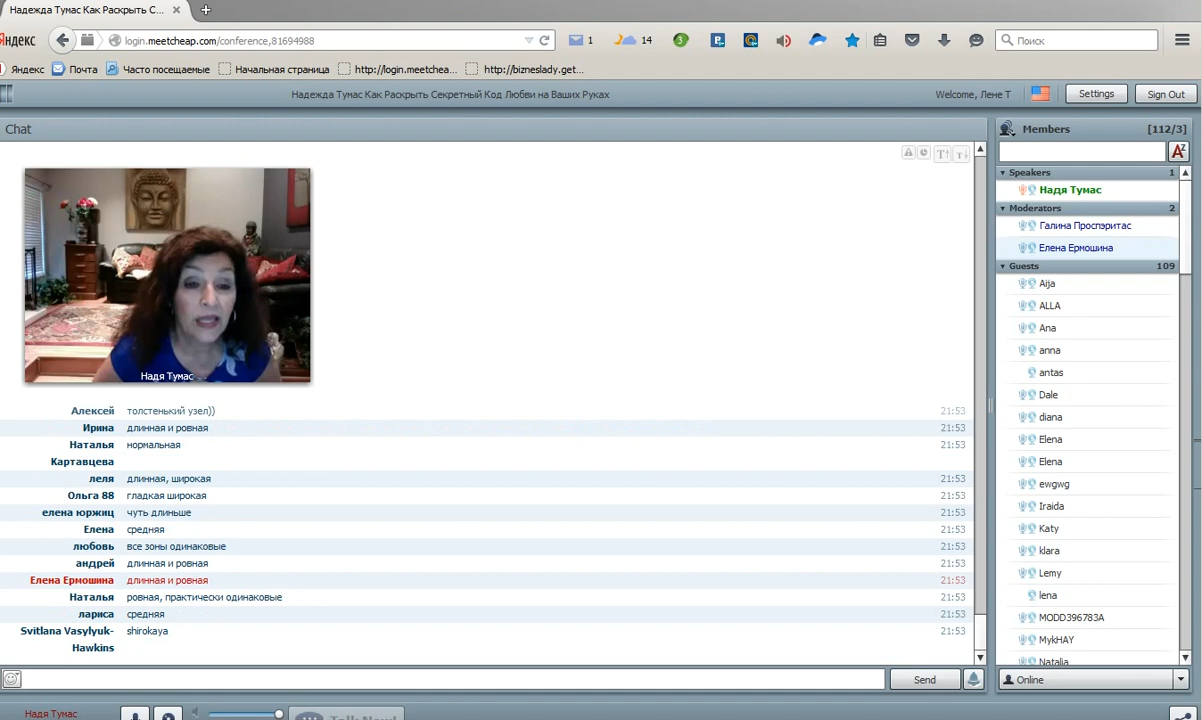 Надежда Тумас Как Раскрыть С...
Яндекс
login.meetcheap.com/conference,81694988
1
14
3
Поиск
Яндекс
Почта
Часто посещаемые
Начальная страница
http://login.meetchea...
http://bizneslady.get...
Надежда Тумас Как Раскрыть Секретный Код Любви на Ваших Руках
Welcome, Лене Т
Settings
Sign Out
Chat
Надя Тумас
Алексей толстенький узел)) 21:53
Ирина длинная и ровная 21:53
Наталья нормальная 21:53
Картавцева
леля длинная, широкая 21:53
Ольга 88 гладкая широкая 21:53
елена юржиц чуть длиньше 21:53
Елена средняя 21:53
любовь все зоны одинаковые 21:53
андрей длинная и ровная 21:53
Елена Ермошина длинная и ровная 21:53
Наталья ровная, практически одинаковые 21:53
лариса средняя 21:53
Svitlana Vasylyuk- shirokaya 21:53
Hawkins
Send
Надя Тумас
Talk Now!
Members [112/3]
Speakers 1
Надя Тумас
Moderators 2
Галина Проспэритас
Елена Ермошина
Guests 109
Aija
ALLA
Ana
anna
antas
Dale
diana
Elena
Elena
ewgwg
Iraida
Katy
klara
Lemy
lena
MODD396783A
MykHAY
Natalia
Online